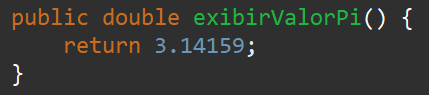 public double exibirValorPi() {
    return 3.14159;
}